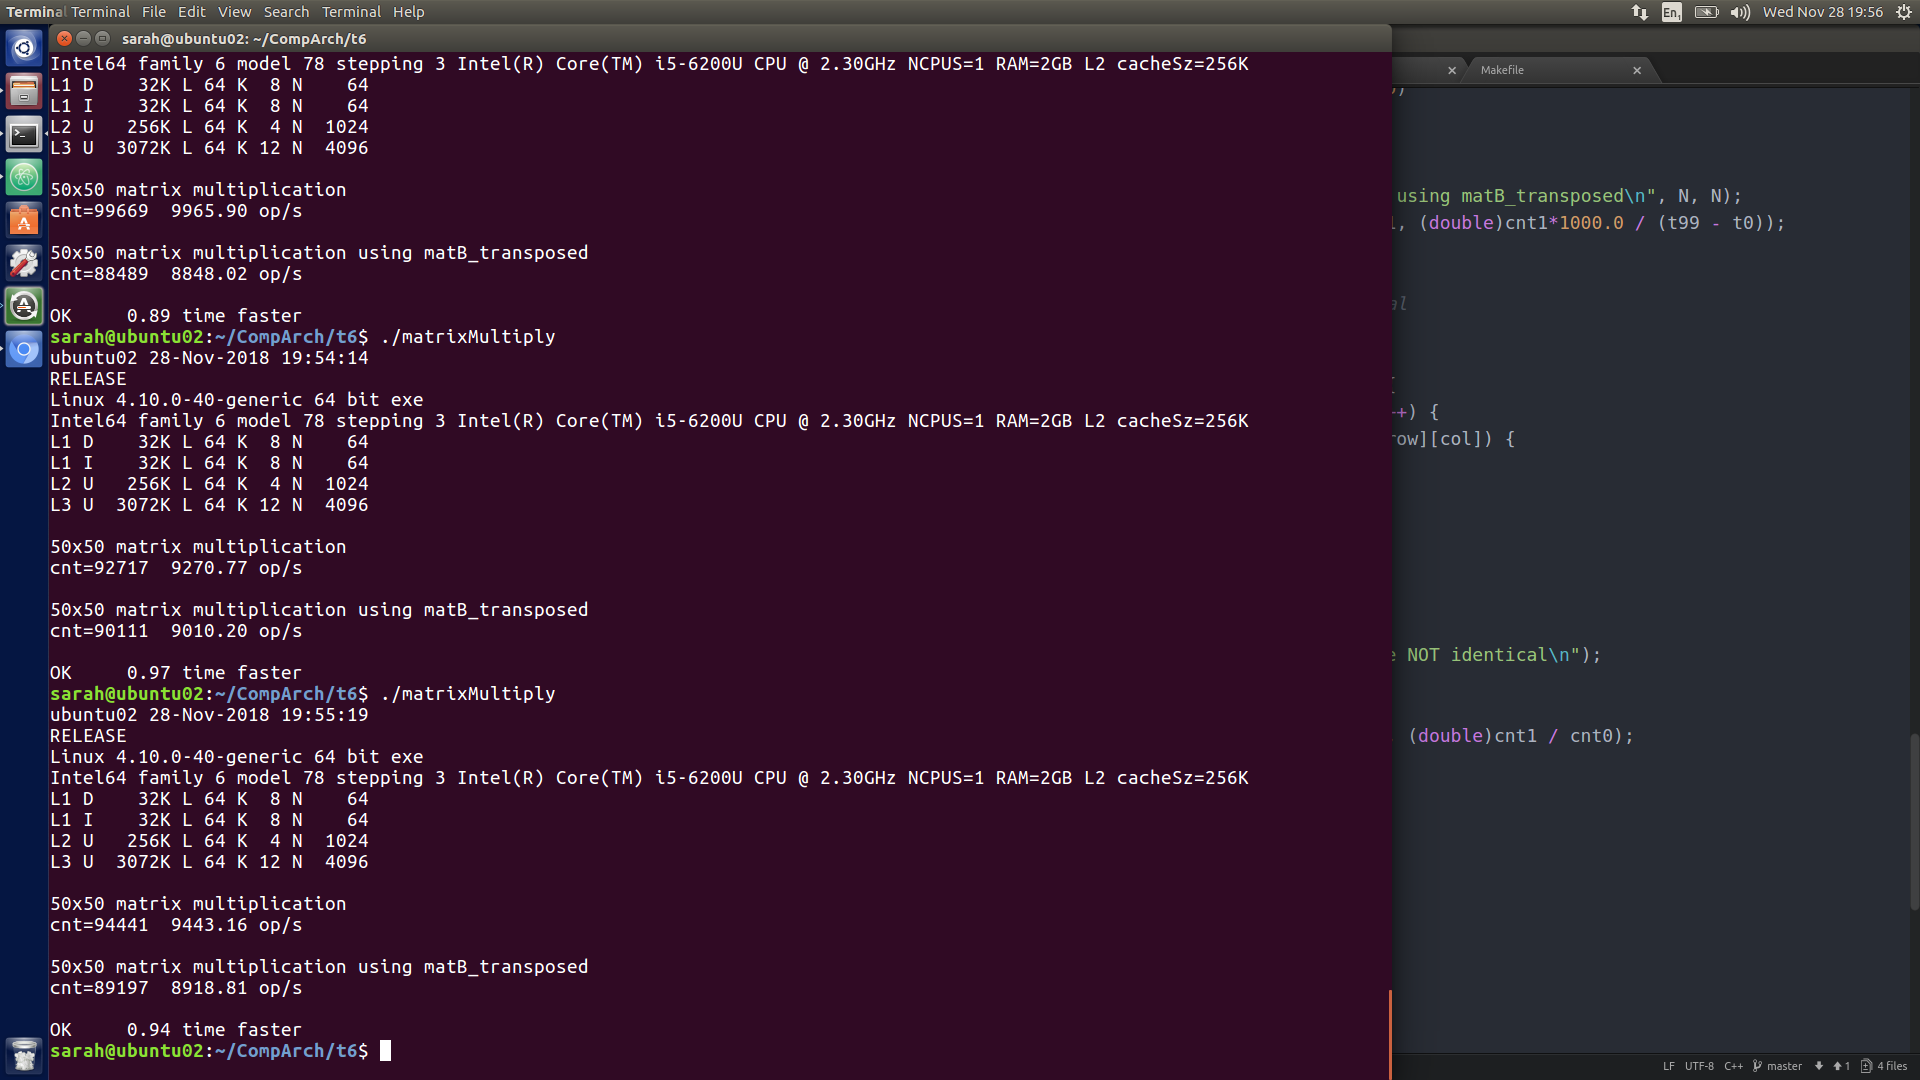 Terminal Terminal File Edit View Search Terminal Help
En1 Wed Nov 28 19:56
sarah@ubuntu02: ~/CompArch/t6
Intel64 family 6 model 78 stepping 3 Intel(R) Core(TM) i5-6200U CPU @ 2.30GHz NCPUS=1 RAM=2GB L2 cacheSz=256K
L1 D    32K L 64 K  8 N    64
L1 I    32K L 64 K  8 N    64
L2 U   256K L 64 K  4 N  1024
L3 U  3072K L 64 K 12 N  4096
50x50 matrix multiplication
cnt=99669  9965.90 op/s
50x50 matrix multiplication using matB_transposed
cnt=88489  8848.02 op/s
OK     0.89 time faster
sarah@ubuntu02:~/CompArch/t6$ ./matrixMultiply
ubuntu02 28-Nov-2018 19:54:14
RELEASE
Linux 4.10.0-40-generic 64 bit exe
Intel64 family 6 model 78 stepping 3 Intel(R) Core(TM) i5-6200U CPU @ 2.30GHz NCPUS=1 RAM=2GB L2 cacheSz=256K
L1 D    32K L 64 K  8 N    64
L1 I    32K L 64 K  8 N    64
L2 U   256K L 64 K  4 N  1024
L3 U  3072K L 64 K 12 N  4096
50x50 matrix multiplication
cnt=92717  9270.77 op/s
50x50 matrix multiplication using matB_transposed
cnt=90111  9010.20 op/s
OK     0.97 time faster
sarah@ubuntu02:~/CompArch/t6$ ./matrixMultiply
ubuntu02 28-Nov-2018 19:55:19
RELEASE
Linux 4.10.0-40-generic 64 bit exe
Intel64 family 6 model 78 stepping 3 Intel(R) Core(TM) i5-6200U CPU @ 2.30GHz NCPUS=1 RAM=2GB L2 cacheSz=256K
L1 D    32K L 64 K  8 N    64
L1 I    32K L 64 K  8 N    64
L2 U   256K L 64 K  4 N  1024
L3 U  3072K L 64 K 12 N  4096
50x50 matrix multiplication
cnt=94441  9443.16 op/s
50x50 matrix multiplication using matB_transposed
cnt=89197  8918.81 op/s
OK     0.94 time faster
sarah@ubuntu02:~/CompArch/t6$
Makefile
using matB_transposed\n", N, N);
, (double)cnt1*1000.0 / (t99 - t0));
al
++) {
row][col]) {
NOT identical\n");
(double)cnt1 / cnt0);
LF UTF-8 C++ master 1 4 files